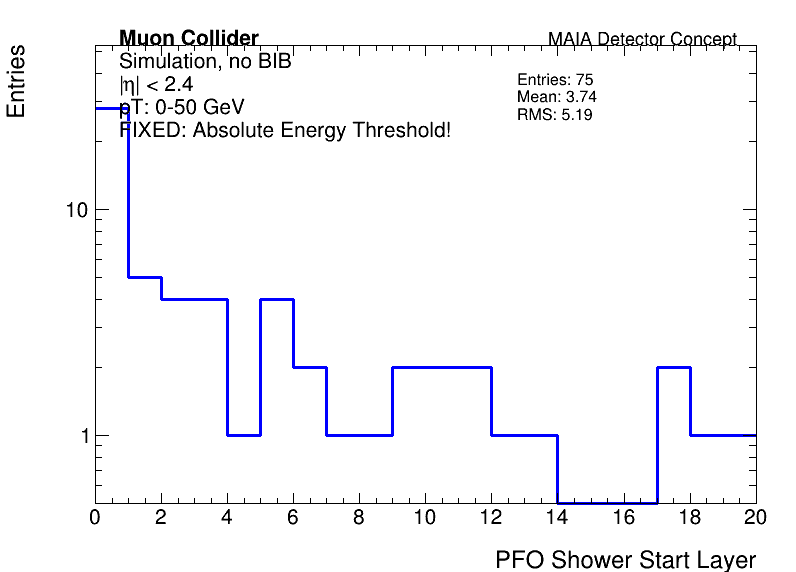 Muon Collider
MAIA Detector Concept
Simulation, no BIB
|η| < 2.4
pT: 0-50 GeV
FIXED: Absolute Energy Threshold!
Entries: 75
Mean: 3.74
RMS: 5.19
Entries
10
1
0 2 4 6 8 10 12 14 16 18 20
PFO Shower Start Layer